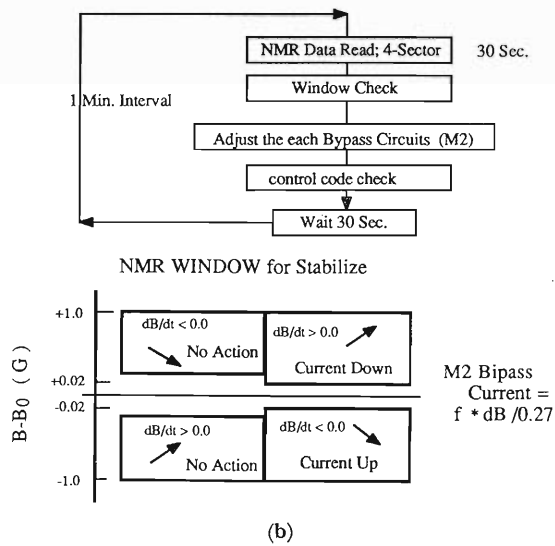 NMR Data Read; 4-Sector
30 Sec.
Window Check
1 Min. Interval
Adjust the each Bypass Circuits (M2)
control code check
Wait 30 Sec.
NMR WINDOW for Stabilize
+1.0
dB/dt < 0.0
No Action
dB/dt > 0.0
Current Down
+0.02
B-B0 ( G )
-0.02
dB/dt > 0.0
No Action
dB/dt < 0.0
Current Up
-1.0
M2 Bipass
Current =
f * dB /0.27
(b)